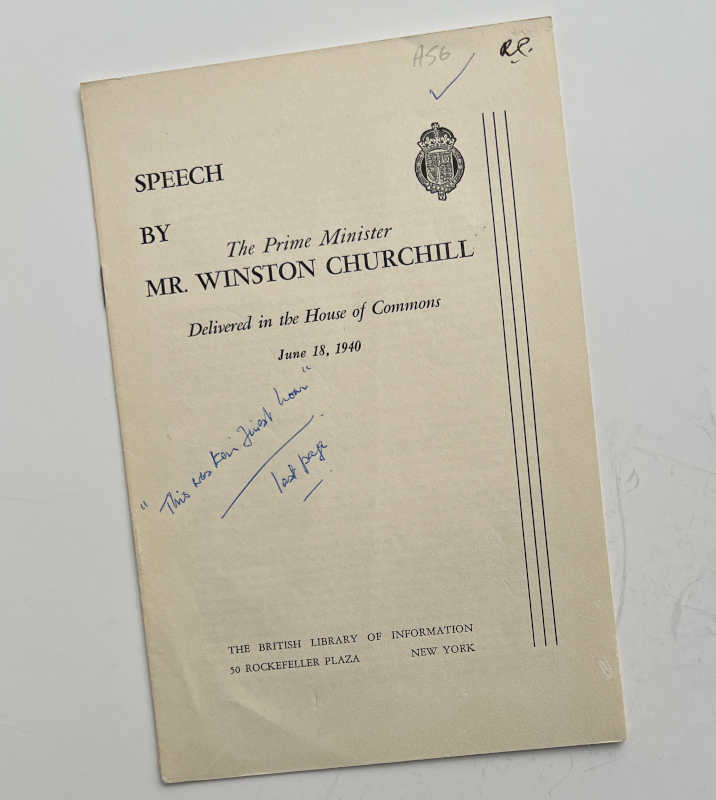 A56
R.R.
SPEECH
BY
The Prime Minister
MR. WINSTON CHURCHILL
Delivered in the House of Commons
June 18, 1940
"This was their finest hour"
last page
THE BRITISH LIBRARY OF INFORMATION
50 ROCKEFELLER PLAZA NEW YORK